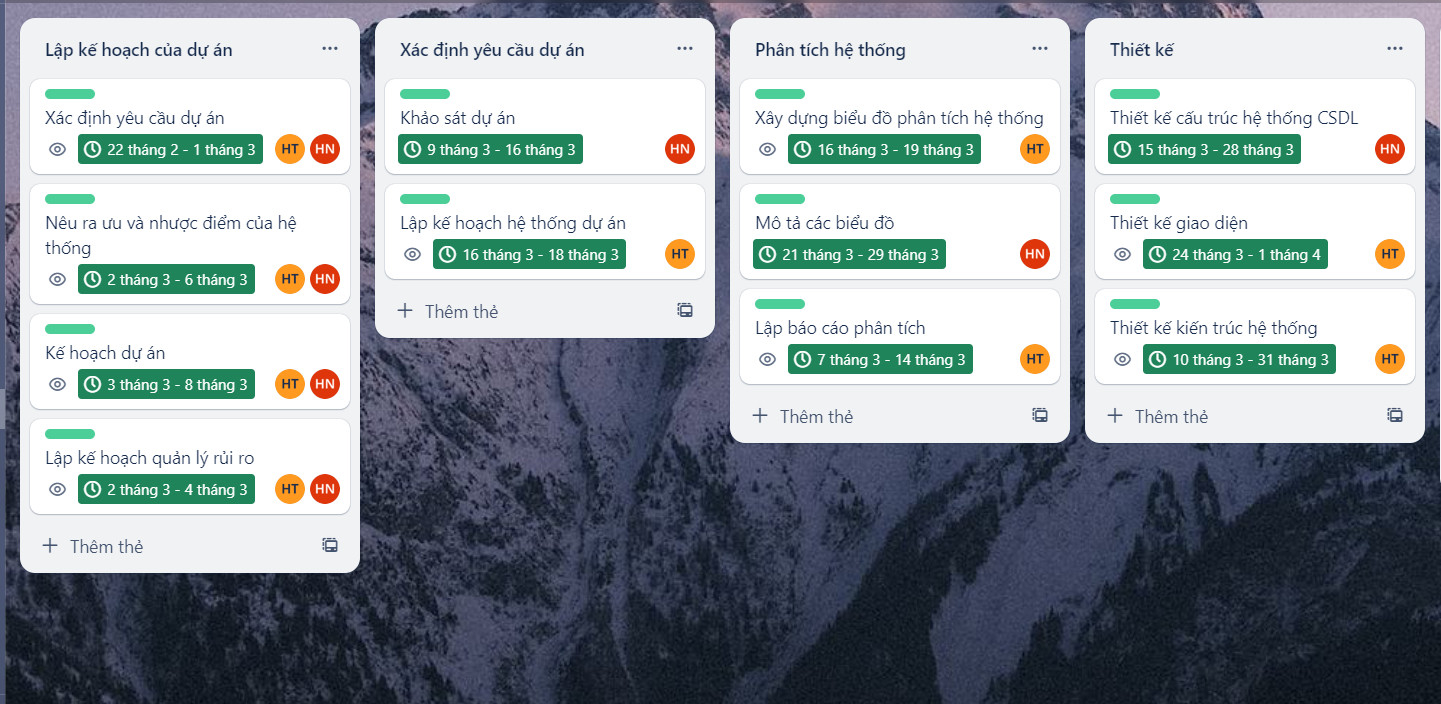 Lập kế hoạch của dự án
Xác định yêu cầu dự án
22 tháng 2 - 1 tháng 3
HT
HN
Nêu ra ưu và nhược điểm của hệ
thống
2 tháng 3 - 6 tháng 3
HT
HN
Kế hoạch dự án
3 tháng 3 - 8 tháng 3
HT
HN
Lập kế hoạch quản lý rủi ro
2 tháng 3 - 4 tháng 3
HT
HN
Thêm thẻ
Xác định yêu cầu dự án
Khảo sát dự án
9 tháng 3 - 16 tháng 3
HN
Lập kế hoạch hệ thống dự án
16 tháng 3 - 18 tháng 3
HT
Thêm thẻ
Phân tích hệ thống
Xây dựng biểu đồ phân tích hệ thống
16 tháng 3 - 19 tháng 3
HT
Mô tả các biểu đồ
21 tháng 3 - 29 tháng 3
HN
Lập báo cáo phân tích
7 tháng 3 - 14 tháng 3
HT
Thêm thẻ
Thiết kế
Thiết kế cấu trúc hệ thống CSDL
15 tháng 3 - 28 tháng 3
HN
Thiết kế giao diện
24 tháng 3 - 1 tháng 4
HT
Thiết kế kiến trúc hệ thống
10 tháng 3 - 31 tháng 3
HT
Thêm thẻ